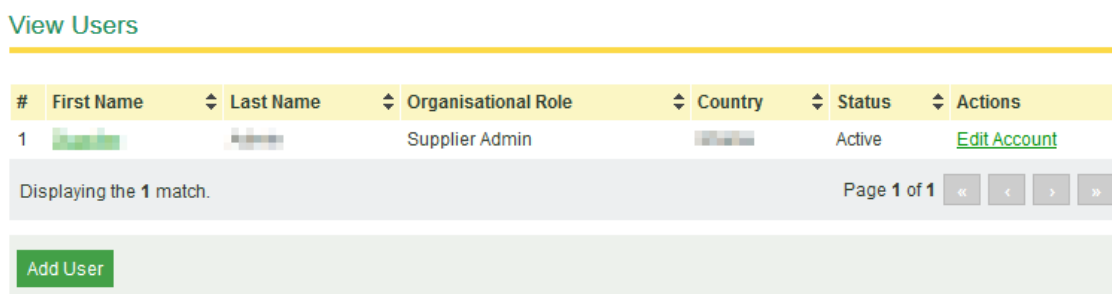 View Users
# First Name Last Name Organisational Role Country Status Actions
1 Supplier Admin Active Edit Account
Displaying the 1 match. Page 1 of 1 « ‹ › »
Add User